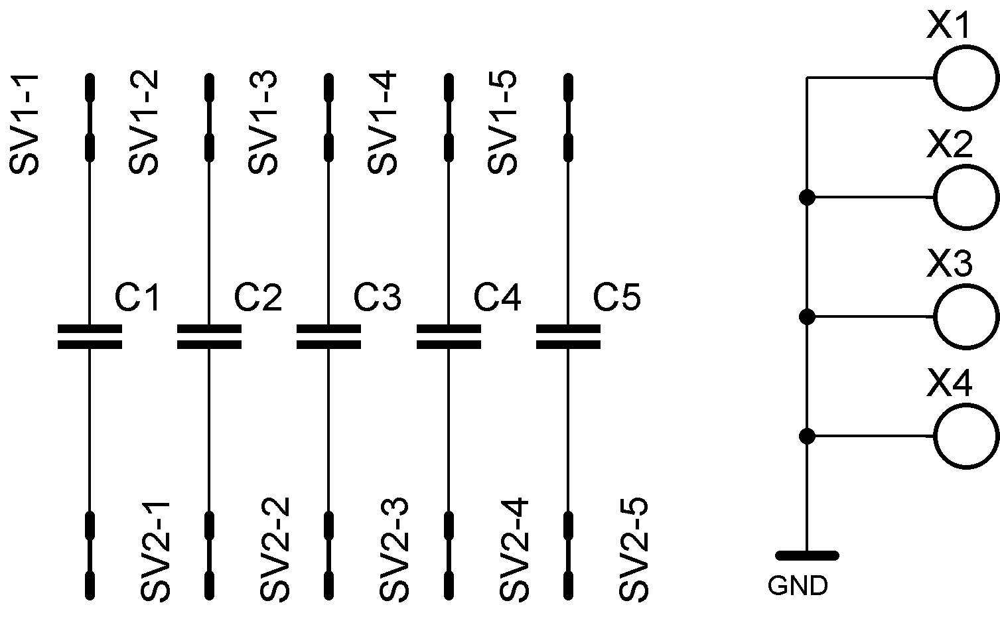 SV1-1
SV1-2
SV1-3
SV1-4
SV1-5
C1
C2
C3
C4
C5
SV2-1
SV2-2
SV2-3
SV2-4
SV2-5
X1
X2
X3
X4
GND